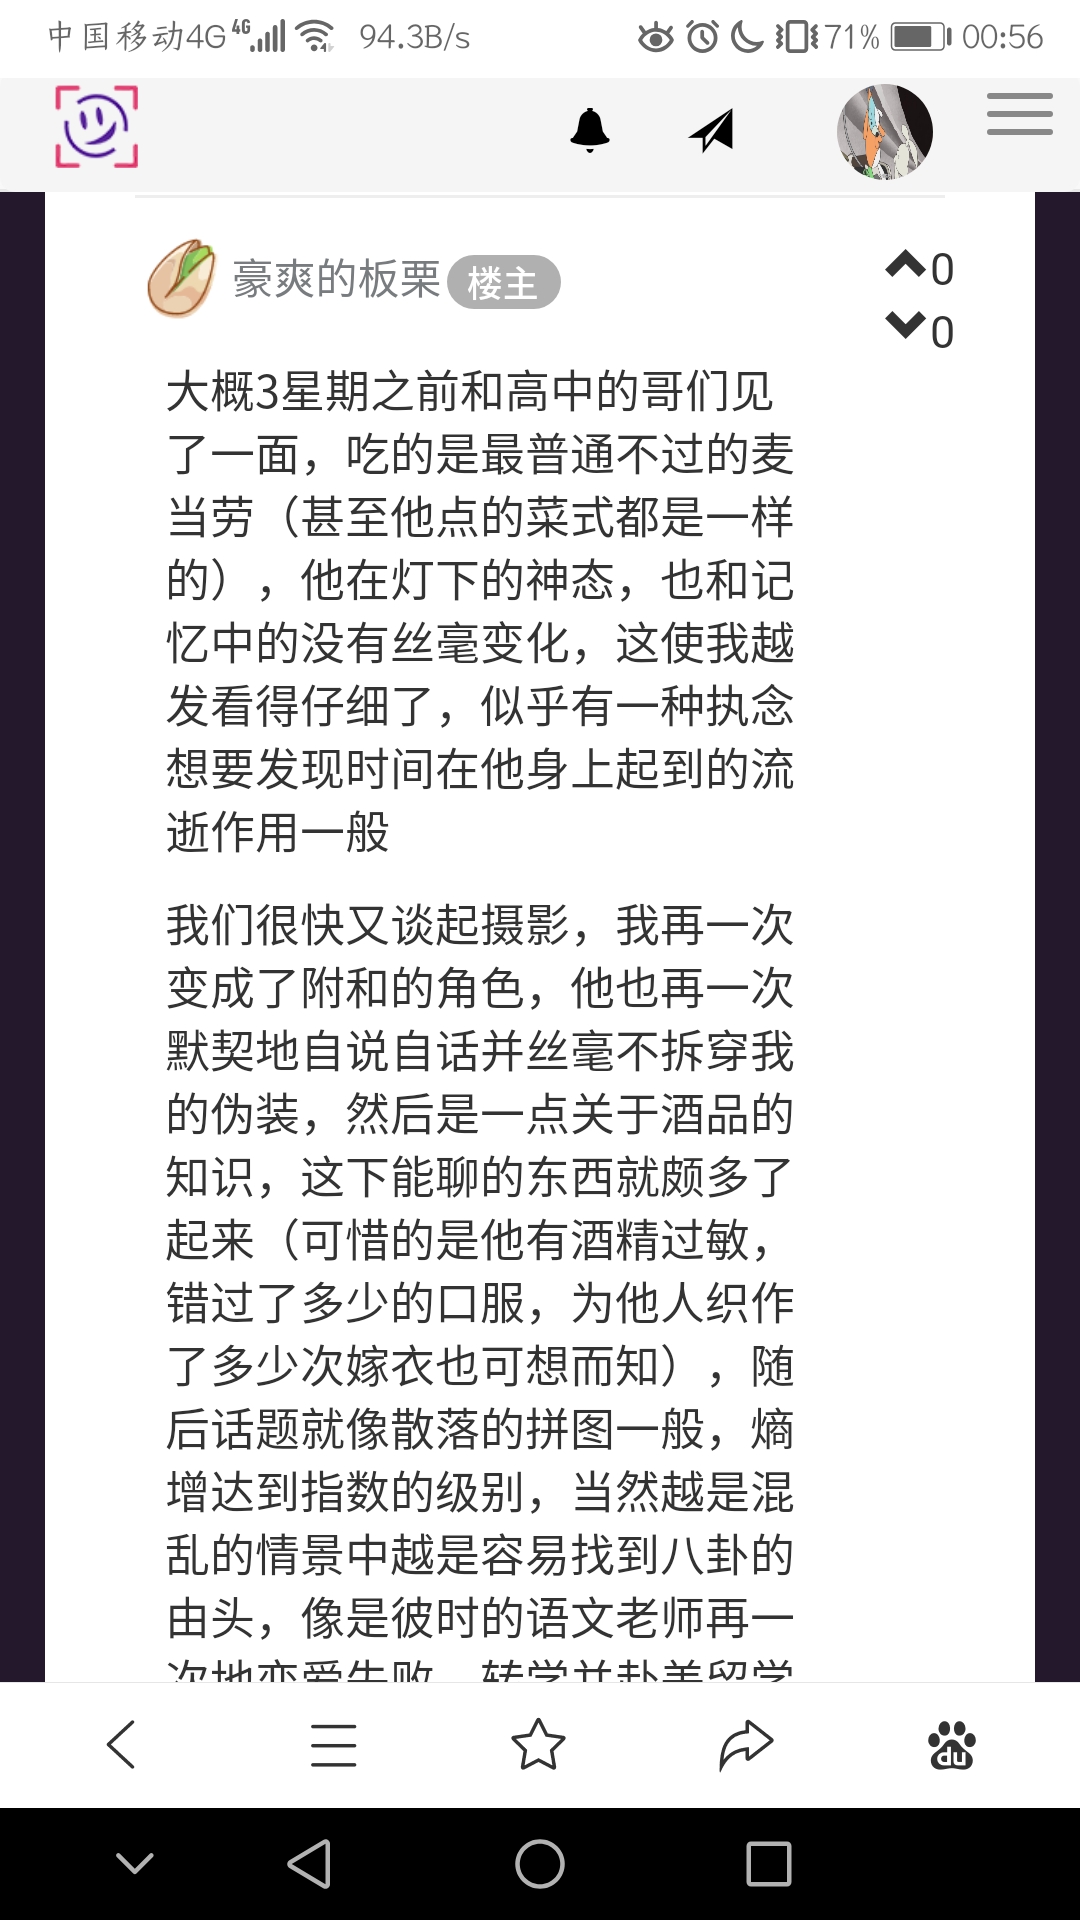 中国移动4G 4G 94.3B/s 71% 00:56
豪爽的板栗 楼主 0
0
大概3星期之前和高中的哥们见
了一面，吃的是最普通不过的麦
当劳（甚至他点的菜式都是一样
的），他在灯下的神态，也和记
忆中的没有丝毫变化，这使我越
发看得仔细了，似乎有一种执念
想要发现时间在他身上起到的流
逝作用一般
我们很快又谈起摄影，我再一次
变成了附和的角色，他也再一次
默契地自说自话并丝毫不拆穿我
的伪装，然后是一点关于酒品的
知识，这下能聊的东西就颇多了
起来（可惜的是他有酒精过敏，
错过了多少的口服，为他人织作
了多少次嫁衣也可想而知），随
后话题就像散落的拼图一般，熵
增达到指数的级别，当然越是混
乱的情景中越是容易找到八卦的
由头，像是彼时的语文老师再一
次地恋爱失败，转学并赴美留学
du